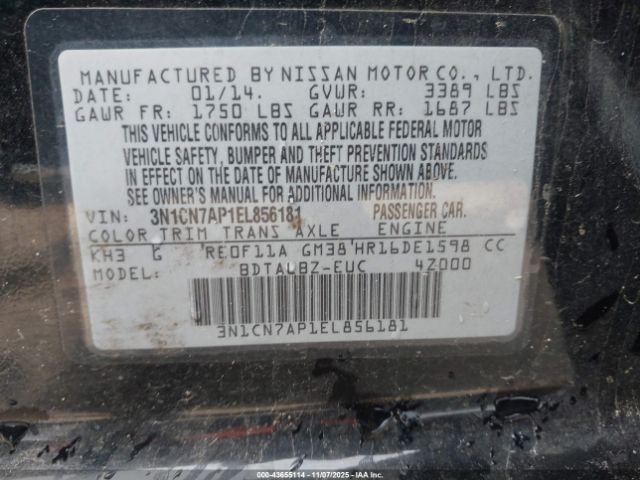 MANUFACTURED BY NISSAN MOTOR CO., LTD.
DATE: 01/14. GVWR: 3389 LBS
GAWR FR: 1750 LBS GAWR RR: 1687 LBS
THIS VEHICLE CONFORMS TO ALL APPLICABLE FEDERAL MOTOR
VEHICLE SAFETY, BUMPER AND THEFT PREVENTION STANDARDS
IN EFFECT ON THE DATE OF MANUFACTURE SHOWN ABOVE.
SEE OWNER'S MANUAL FOR ADDITIONAL INFORMATION.
VIN: 3N1CN7AP1EL856181 PASSENGER CAR.
COLOR TRIM TRANS AXLE ENGINE
KH3 G RE0F11A GM38 HR16DE1598 CC
MODEL BDTALBZ-EUC 4Z000
3N1CN7AP1EL856181
000-43655114 - 11/07/2025 - IAAI, Inc.